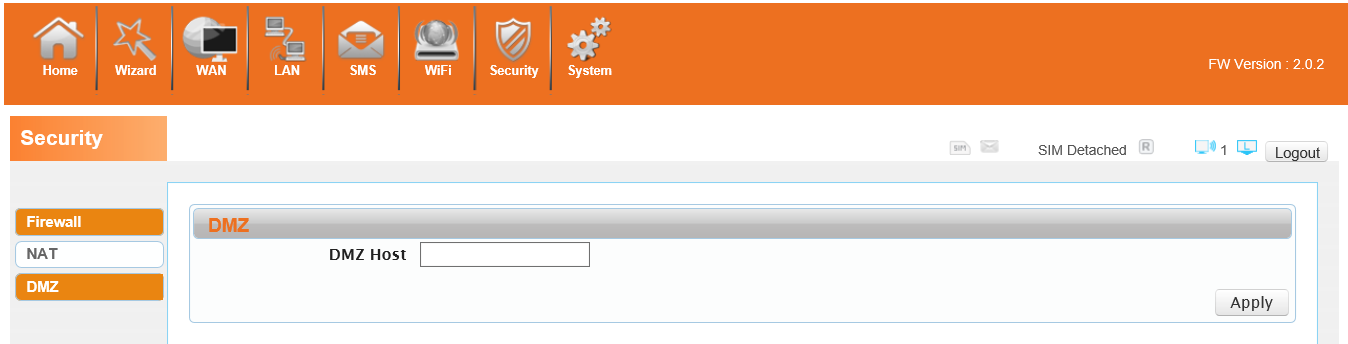 Home Wizard WAN LAN SMS WiFi Security System
FW Version : 2.0.2
Security
SIM SIM Detached R 1 L Logout
Firewall
NAT
DMZ
DMZ
DMZ Host
Apply